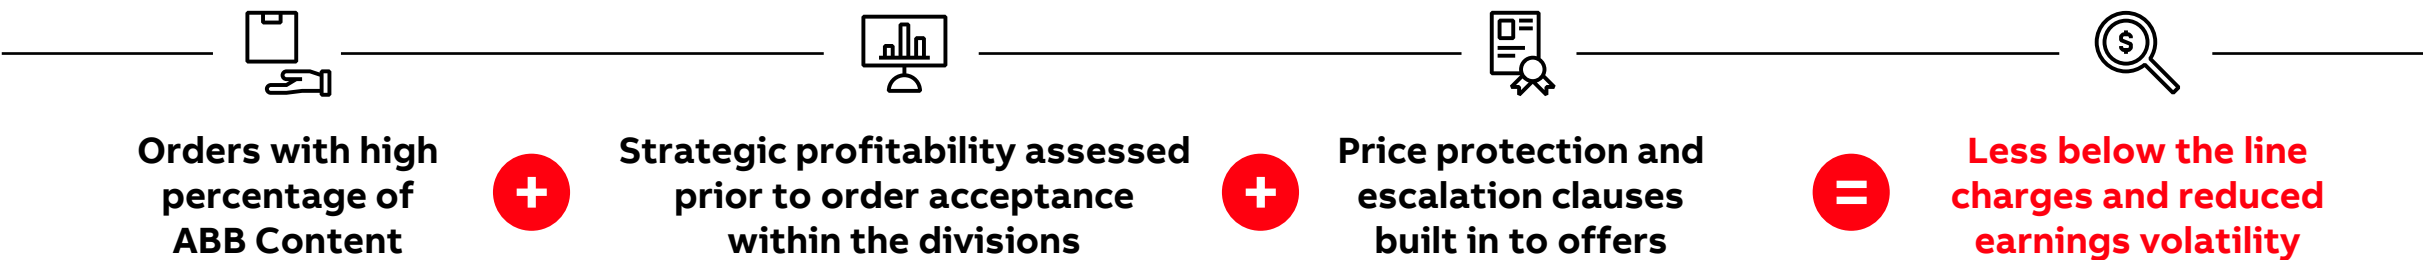 Orders with high
percentage of
ABB Content
+
Strategic profitability assessed
prior to order acceptance
within the divisions
+
Price protection and
escalation clauses
built in to offers
=
$
Less below the line
charges and reduced
earnings volatility